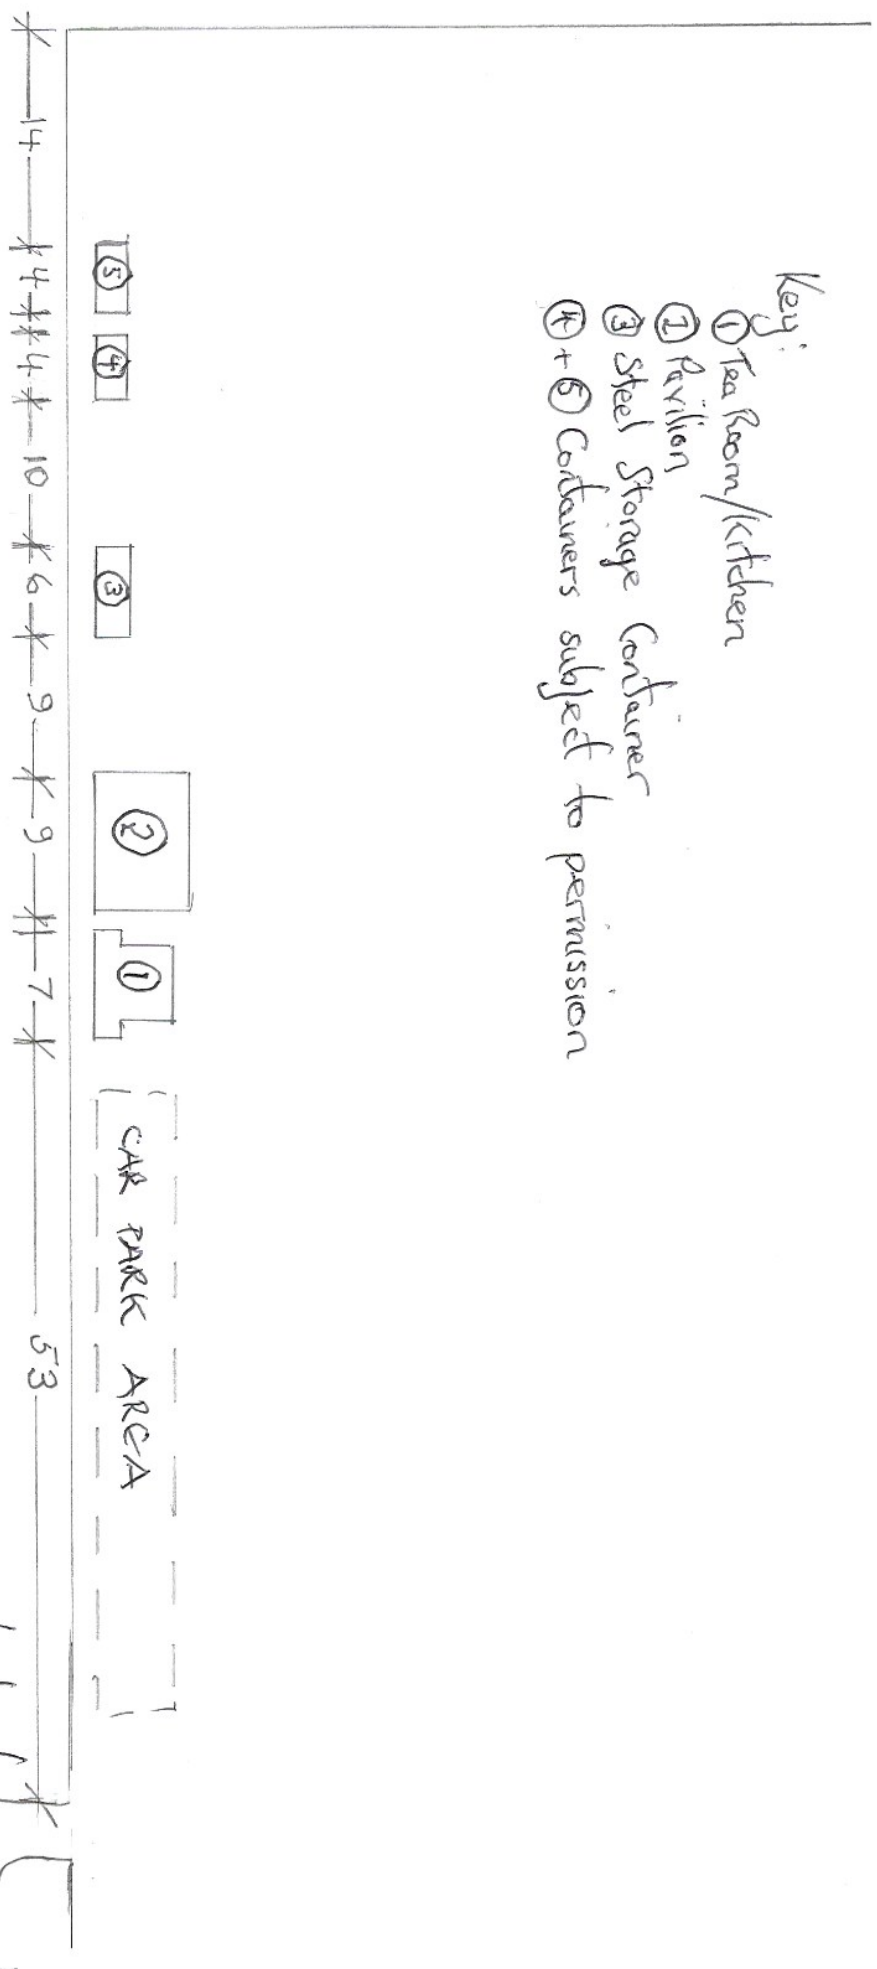 Key:
① Tea Room/Kitchen
② Pavilion
③ Steel Storage Container
④ + ⑤ Containers subject to permission
⑤ ④ ③ ② ① CAR PARK AREA
14 4 4 10 6 9 9 7 53